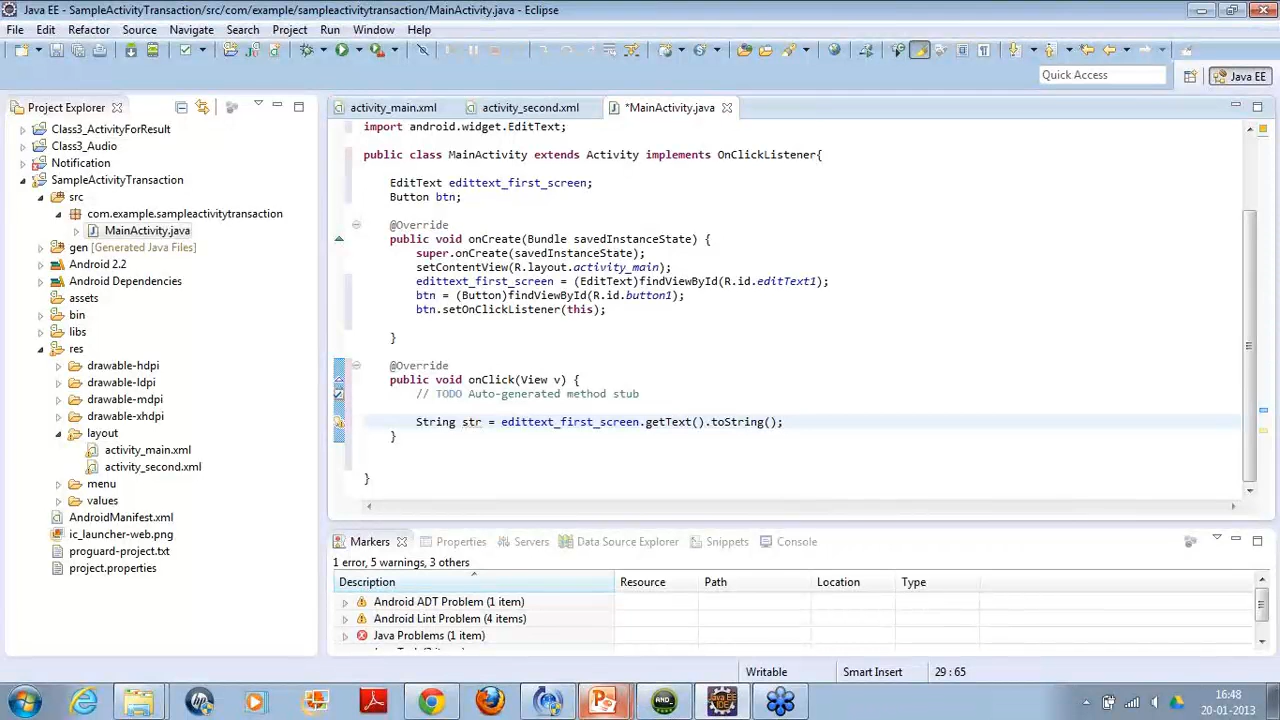 Java EE - SampleActivityTransaction/src/com/example/sampleactivitytransaction/MainActivity.java - Eclipse
File Edit Refactor Source Navigate Search Project Run Window Help
Quick Access
Java EE
Project Explorer
activity_main.xml
activity_second.xml
*MainActivity.java
Class3_ActivityForResult
Class3_Audio
Notification
SampleActivityTransaction
src
com.example.sampleactivitytransaction
MainActivity.java
gen [Generated Java Files]
Android 2.2
Android Dependencies
assets
bin
libs
res
drawable-hdpi
drawable-ldpi
drawable-mdpi
drawable-xhdpi
layout
activity_main.xml
activity_second.xml
menu
values
AndroidManifest.xml
ic_launcher-web.png
proguard-project.txt
project.properties
import android.widget.EditText;
public class MainActivity extends Activity implements OnClickListener{
EditText edittext_first_screen;
Button btn;
@Override
public void onCreate(Bundle savedInstanceState) {
super.onCreate(savedInstanceState);
setContentView(R.layout.activity_main);
edittext_first_screen = (EditText)findViewById(R.id.editText1);
btn = (Button)findViewById(R.id.button1);
btn.setOnClickListener(this);
}
@Override
public void onClick(View v) {
// TODO Auto-generated method stub
String str = edittext_first_screen.getText().toString();
}
}
Markers Properties Servers Data Source Explorer Snippets Console
1 error, 5 warnings, 3 others
Description Resource Path Location Type
Android ADT Problem (1 item)
Android Lint Problem (4 items)
Java Problems (1 item)
Writable Smart Insert 29 : 65
16:48
20-01-2013